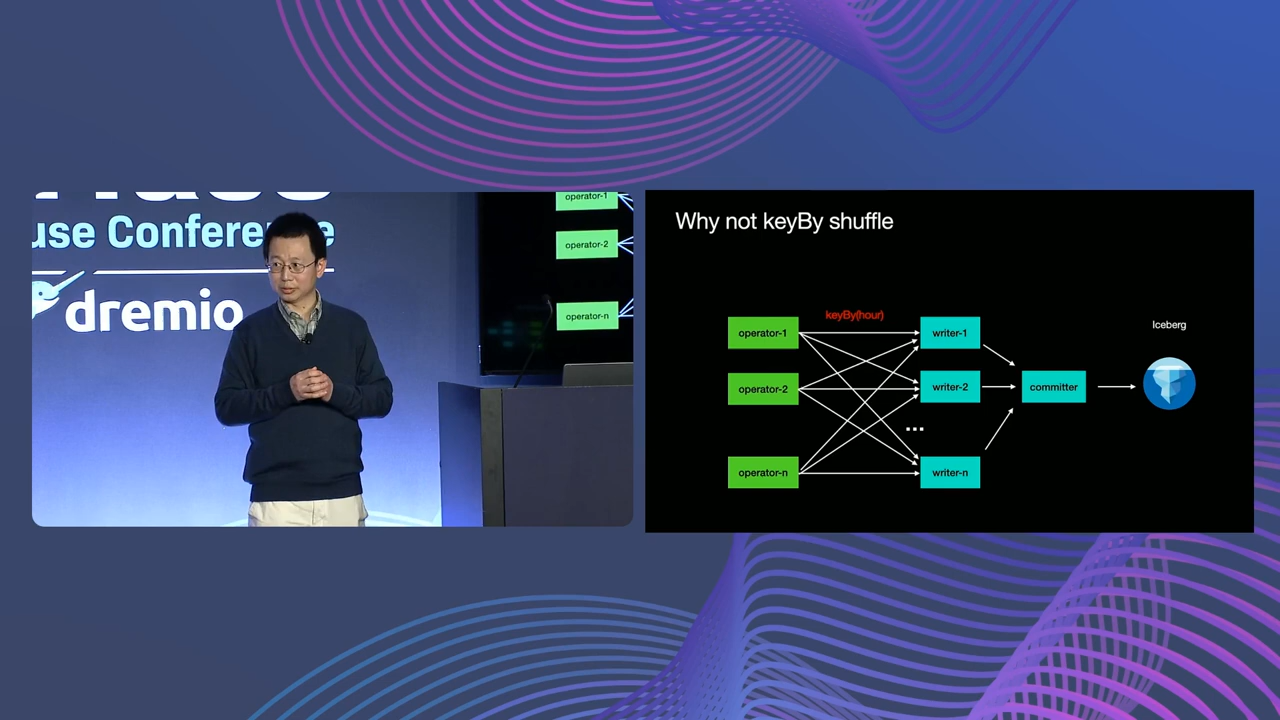 use Conference
dremio
operator-1
operator-2
operator-n
Why not keyBy shuffle
keyBy(hour)
operator-1
operator-2
operator-n
writer-1
writer-2
...
writer-n
committer
Iceberg